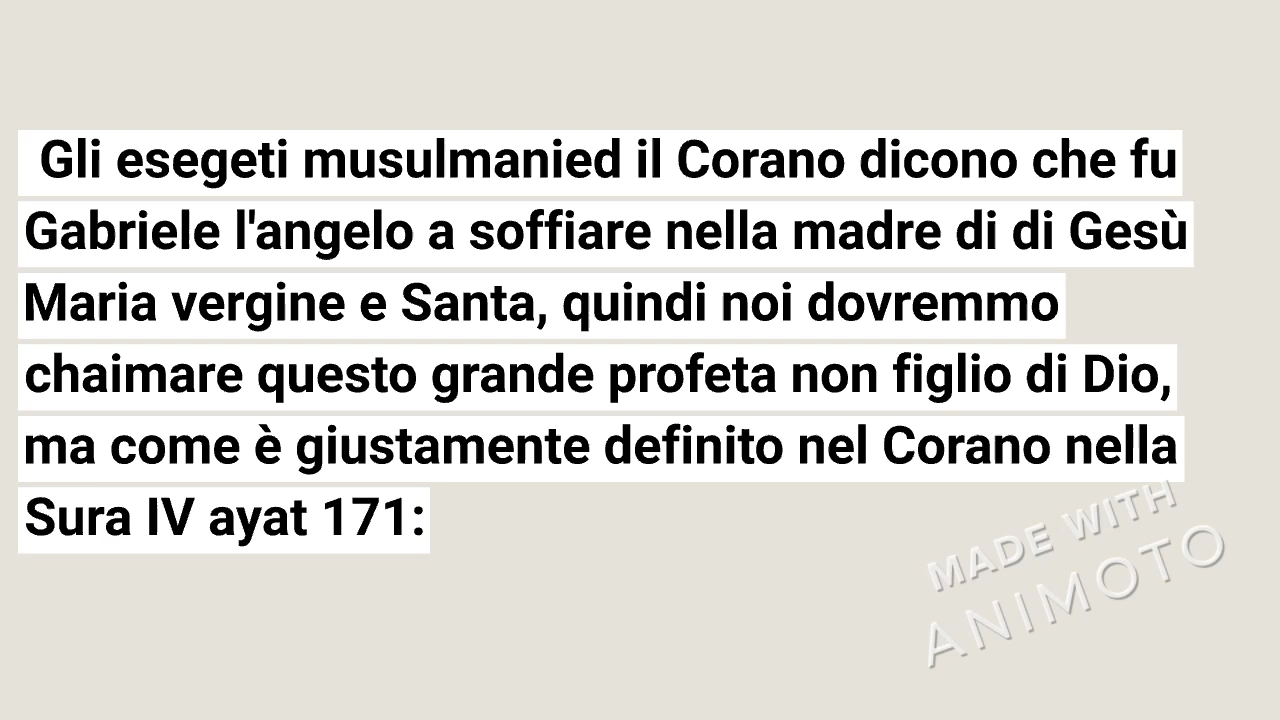 Gli esegeti musulmanied il Corano dicono che fu
Gabriele l'angelo a soffiare nella madre di di Gesù
Maria vergine e Santa, quindi noi dovremmo
chaimare questo grande profeta non figlio di Dio,
ma come è giustamente definito nel Corano nella
Sura IV ayat 171:
MADE WITH
ANIMOTO